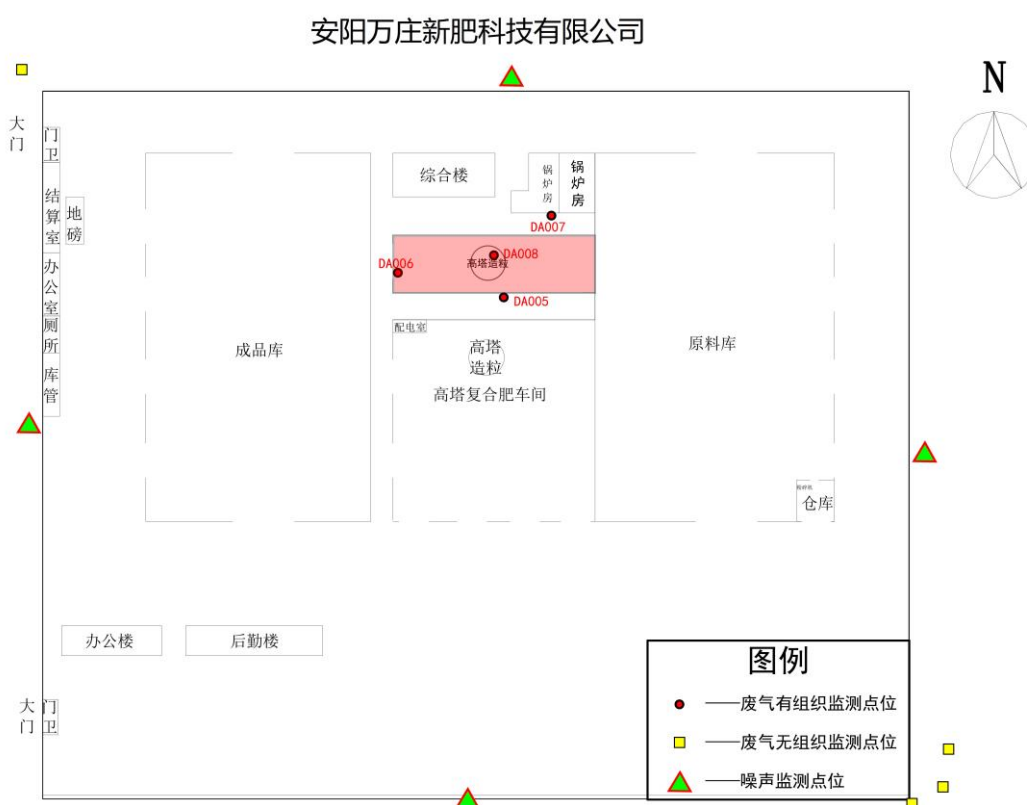 安阳万庄新肥科技有限公司
N
大门
门卫
结算室
地磅
办公室
厕所
库管
综合楼
锅炉房
锅炉房
DA007
DA006
高塔造粒
DA008
DA005
配电室
成品库
高塔
造粒
高塔复合肥车间
原料库
仓库
办公楼
后勤楼
大门
门卫
图例
——废气有组织监测点位
——废气无组织监测点位
——噪声监测点位